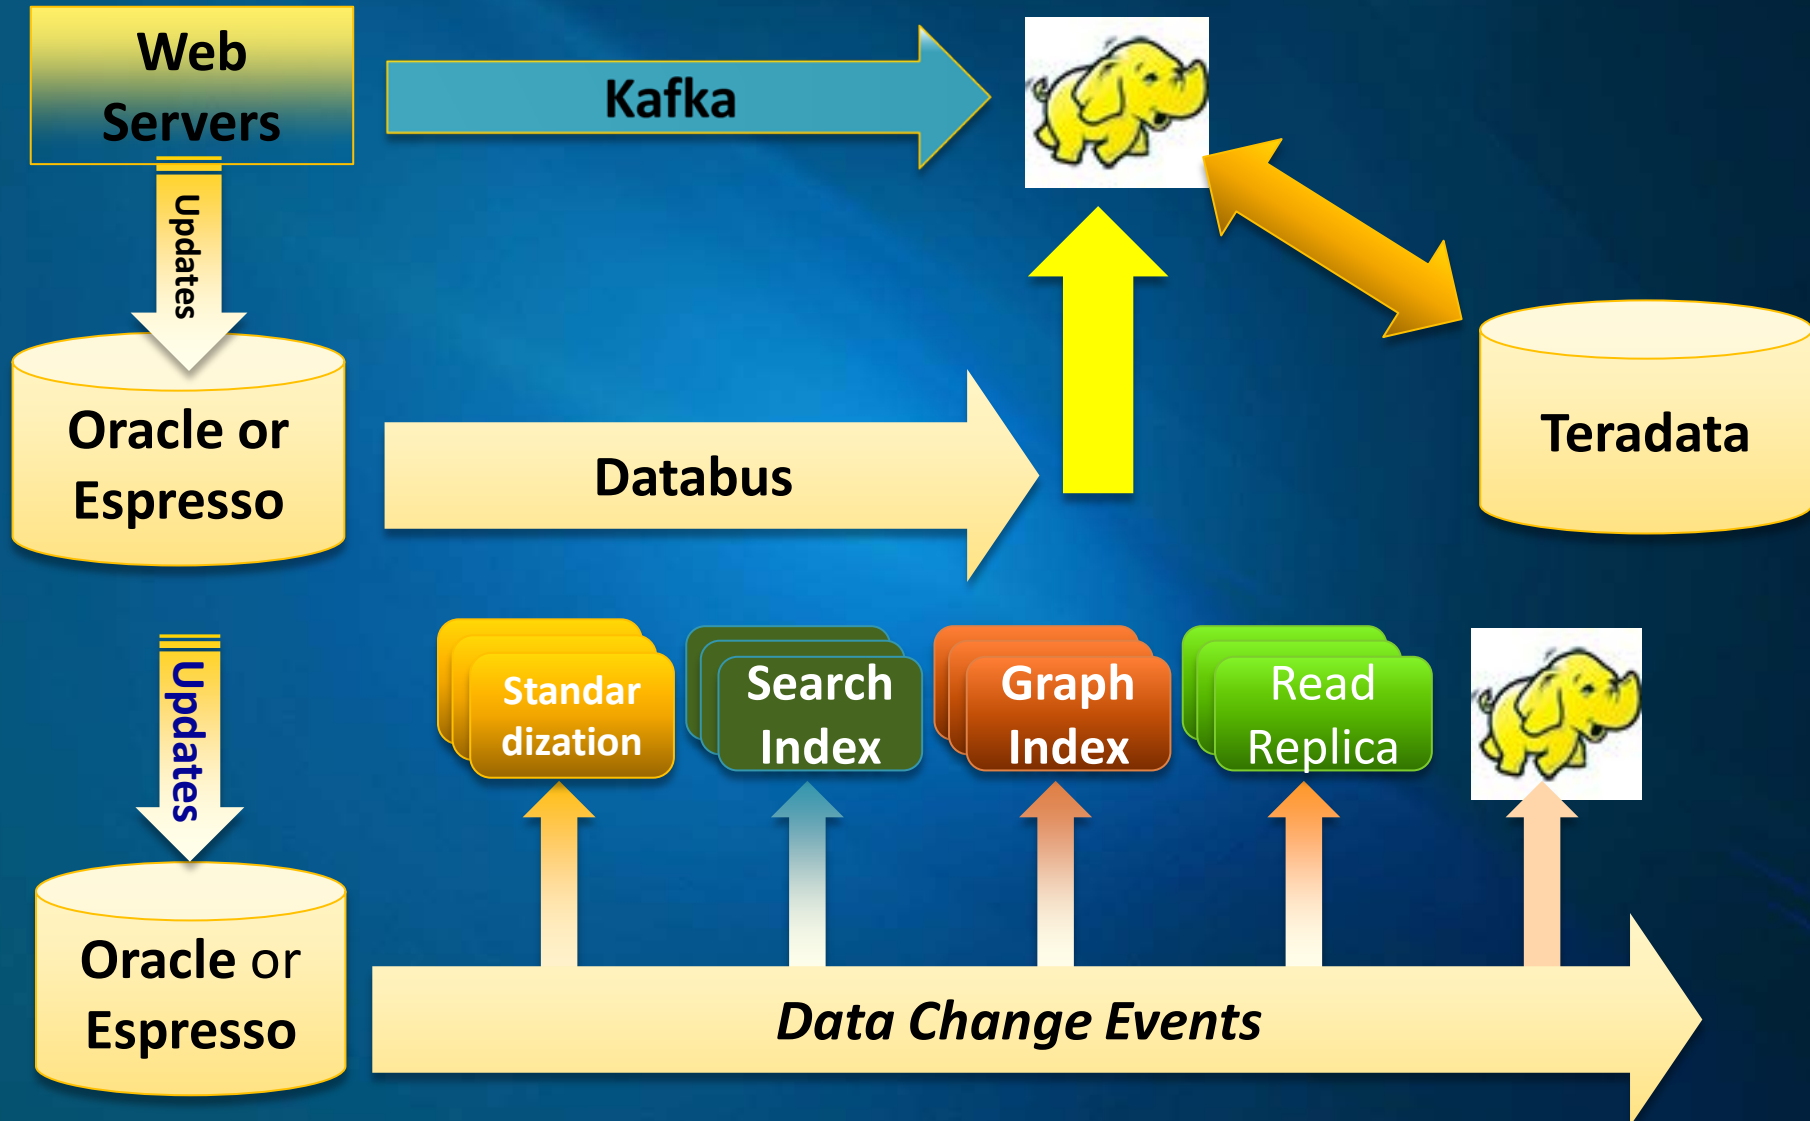 Web
Servers
Kafka
Updates
Oracle or
Espresso
Databus
Teradata
Updates
Standar
dization
Search
Index
Graph
Index
Read
Replica
Oracle or
Espresso
Data Change Events